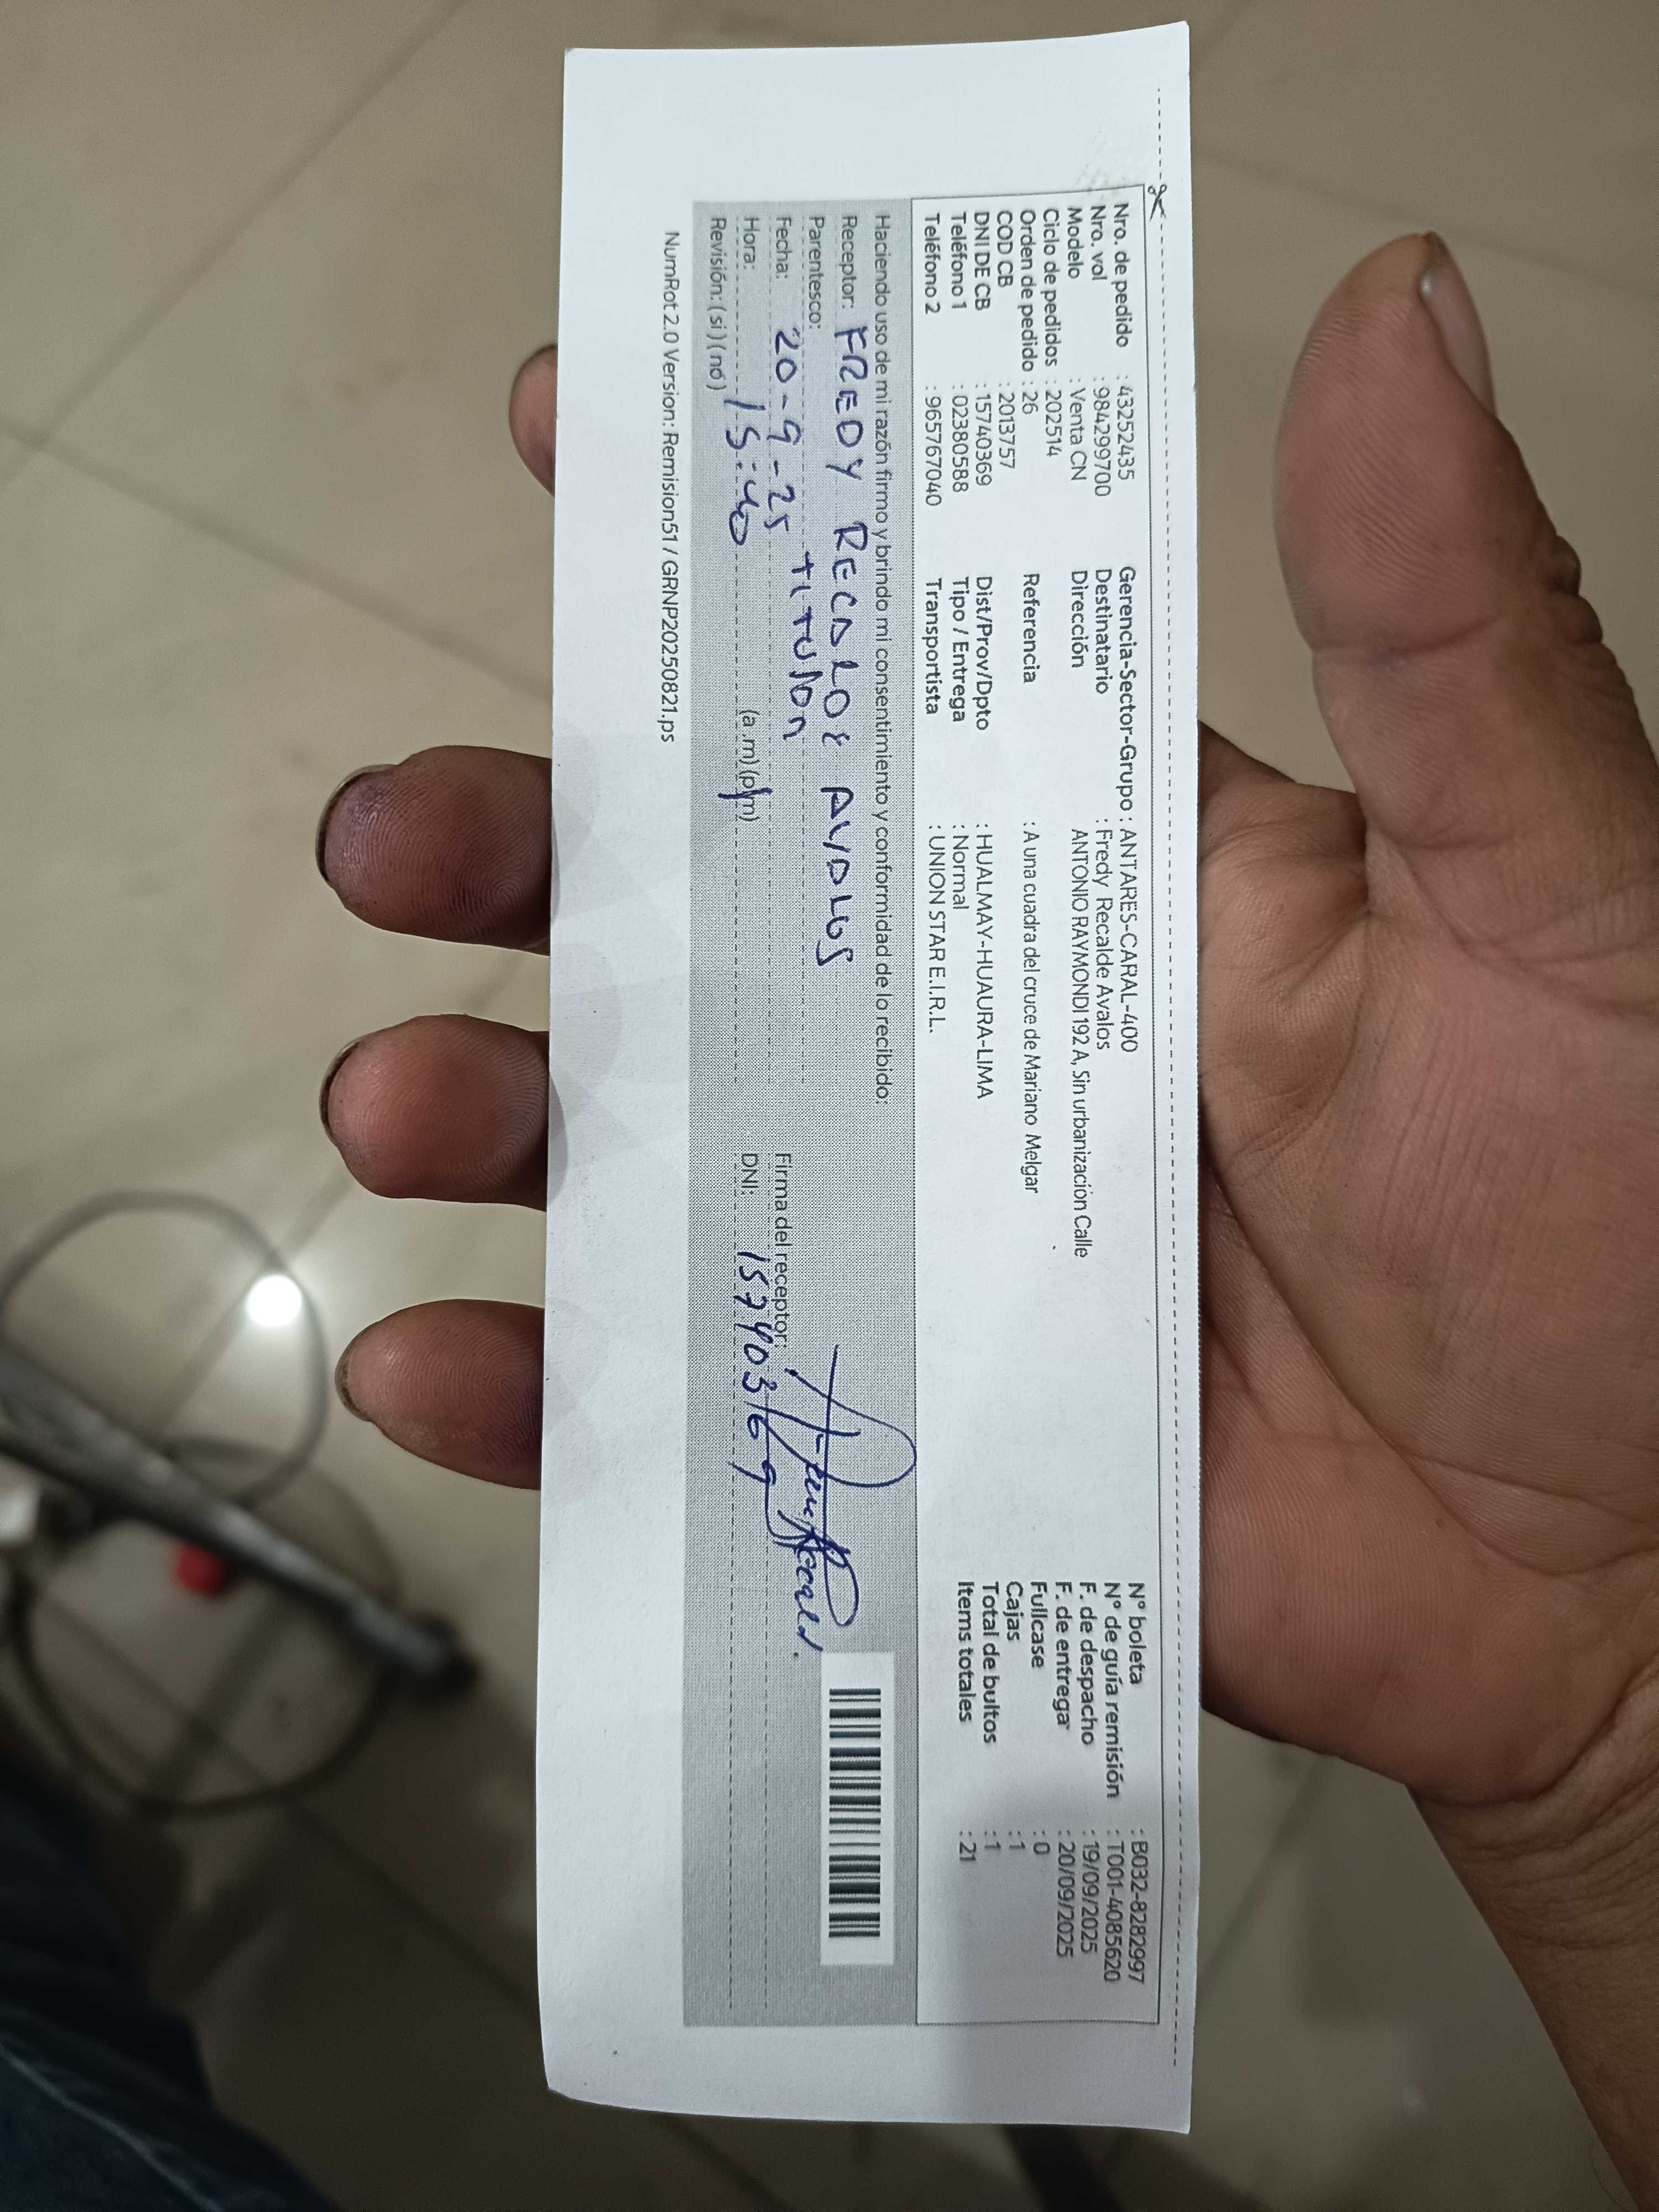 Nro. de pedido : 43252435
Nro. vol : 984299700
Modelo : Venta CN
Ciclo de pedidos : 202514
Orden de pedido : 26
COD CB : 2013757
DNI DE CB : 15740369
Teléfono 1 : 02380588
Teléfono 2 : 965767040
Gerencia-Sector-Grupo : ANTARES-CARAL-400
Destinatario : Fredy Recalde Avalos
Dirección ANTONIO RAYMONDI 192 A, Sin urbanizacion Calle
Referencia : A una cuadra del cruce de Mariano Melgar
Dist/Prov/Dpto : HUALMAY-HUAURA-LIMA
Tipo / Entrega : Normal
Transportista : UNION STAR E.I.R.L.
N° boleta : B032-8282997
N° de guía remisión : T001-4085620
F. de despacho : 19/09/2025
F. de entrega : 20/09/2025
Fullcase : 0
Cajas : 1
Total de bultos : 1
Items totales : 21
Haciendo uso de mi razón firmo y brindo mi consentimiento y conformidad de lo recibido:
Receptor: FREDY RECALDE AVALOS
Parentesco: TITULAR
Fecha: 20-9-25
Hora: 15:40 (a.m)(p.m)
Revisión: ( si ) ( no )
Firma del receptor:
DNI: 15740369
NumRot 2.0 Version: Remision51 / GRNP20250821.ps